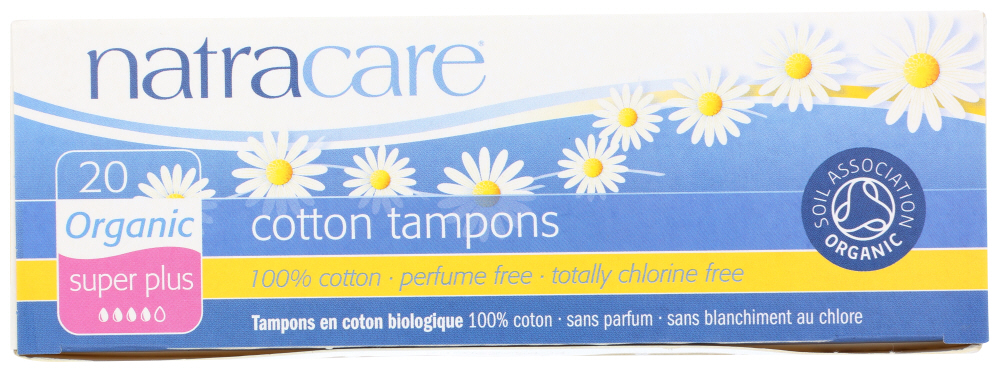 natracare
20
Organic
super plus
cotton tampons
100% cotton · perfume free · totally chlorine free
Tampons en coton biologique 100% coton · sans parfum · sans blanchiment au chlore
SOIL ASSOCIATION
ORGANIC